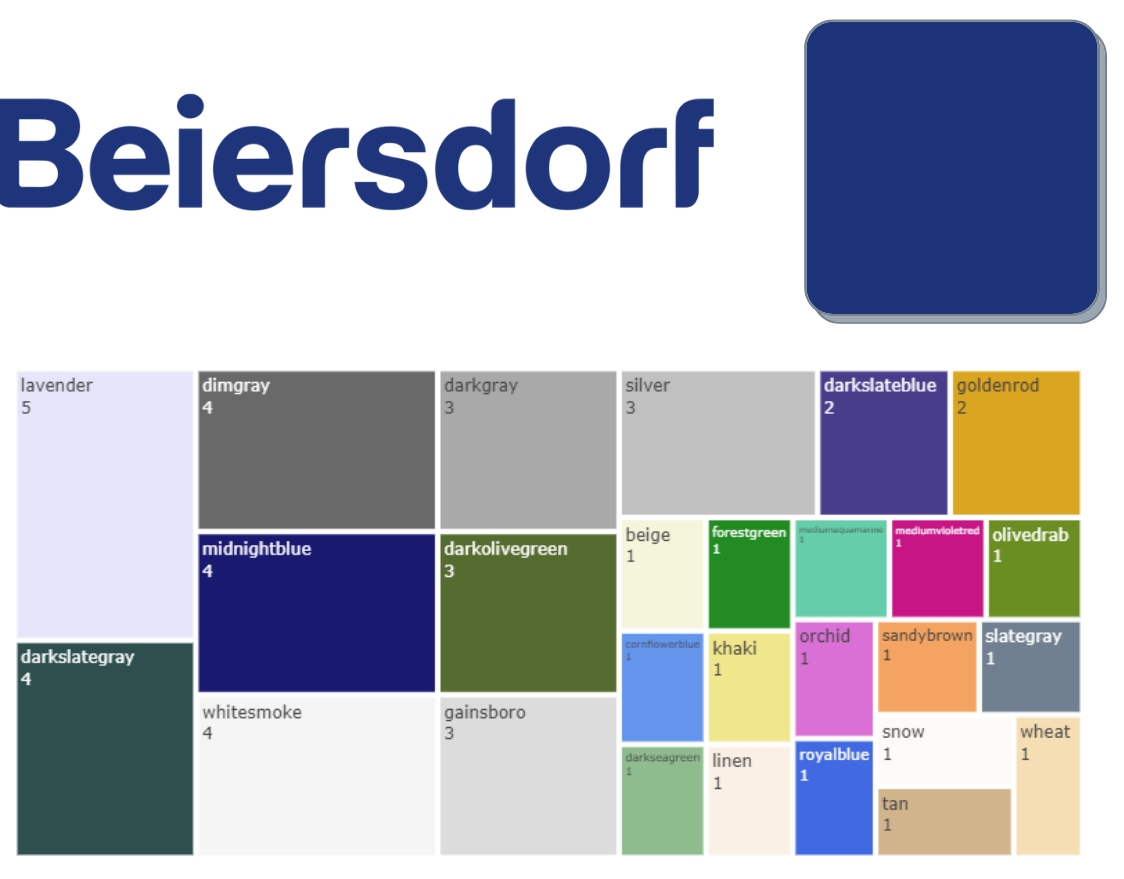 Beiersdorf
lavender
5
dimgray
4
darkgray
3
silver
3
darkslateblue
2
goldenrod
2
midnightblue
4
darkolivegreen
3
beige
1
forestgreen
1
mediumaquamarine
1
mediumvioletred
1
olivedrab
1
darkslategray
4
cornflowerblue
1
khaki
1
orchid
1
sandybrown
1
slategray
1
whitesmoke
4
gainsboro
3
darkseagreen
1
linen
1
royalblue
1
snow
1
wheat
1
tan
1